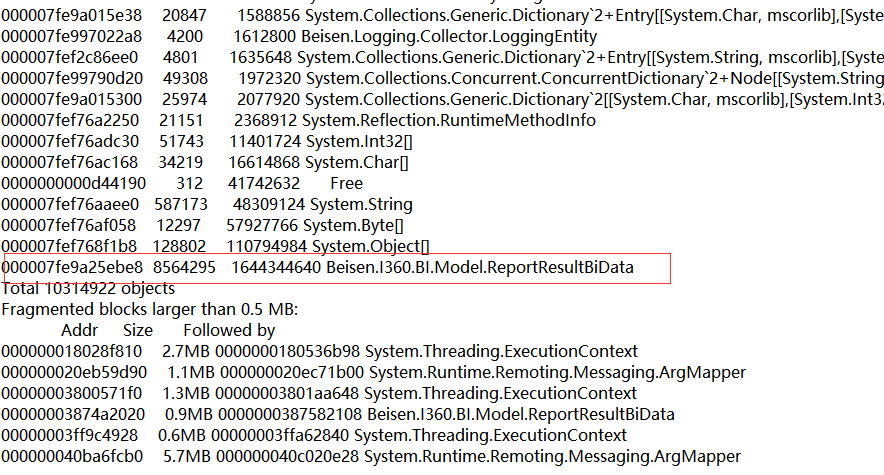 000007fe9a015e38 20847 1588856 System.Collections.Generic.Dictionary`2+Entry[[System.Char, mscorlib],[System
000007fe997022a8 4200 1612800 Beisen.Logging.Collector.LoggingEntity
000007fef2c86ee0 4801 1635648 System.Collections.Generic.Dictionary`2+Entry[[System.String, mscorlib],[System
000007fe99790d20 49308 1972320 System.Collections.Concurrent.ConcurrentDictionary`2+Node[[System.String
000007fe9a015300 25974 2077920 System.Collections.Generic.Dictionary`2[[System.Char, mscorlib],[System.Int32
000007fef76a2250 21151 2368912 System.Reflection.RuntimeMethodInfo
000007fef76adc30 51743 11401724 System.Int32[]
000007fef76ac168 34219 16614868 System.Char[]
0000000000d44190 312 41742632 Free
000007fef76aaee0 587173 48309124 System.String
000007fef76af058 12297 57927766 System.Byte[]
000007fef768f1b8 128802 110794984 System.Object[]
000007fe9a25ebe8 8564295 1644344640 Beisen.I360.BI.Model.ReportResultBiData
Total 10314922 objects
Fragmented blocks larger than 0.5 MB:
Addr Size Followed by
000000018028f810 2.7MB 0000000180536b98 System.Threading.ExecutionContext
000000020eb59d90 1.1MB 000000020ec71b00 System.Runtime.Remoting.Messaging.ArgMapper
00000003800571f0 1.3MB 00000003801aa648 System.Threading.ExecutionContext
00000003874a2020 0.9MB 0000000387582108 Beisen.I360.BI.Model.ReportResultBiData
00000003ff9c4928 0.6MB 00000003ffa62840 System.Threading.ExecutionContext
000000040ba6fcb0 5.7MB 000000040c020e28 System.Runtime.Remoting.Messaging.ArgMapper